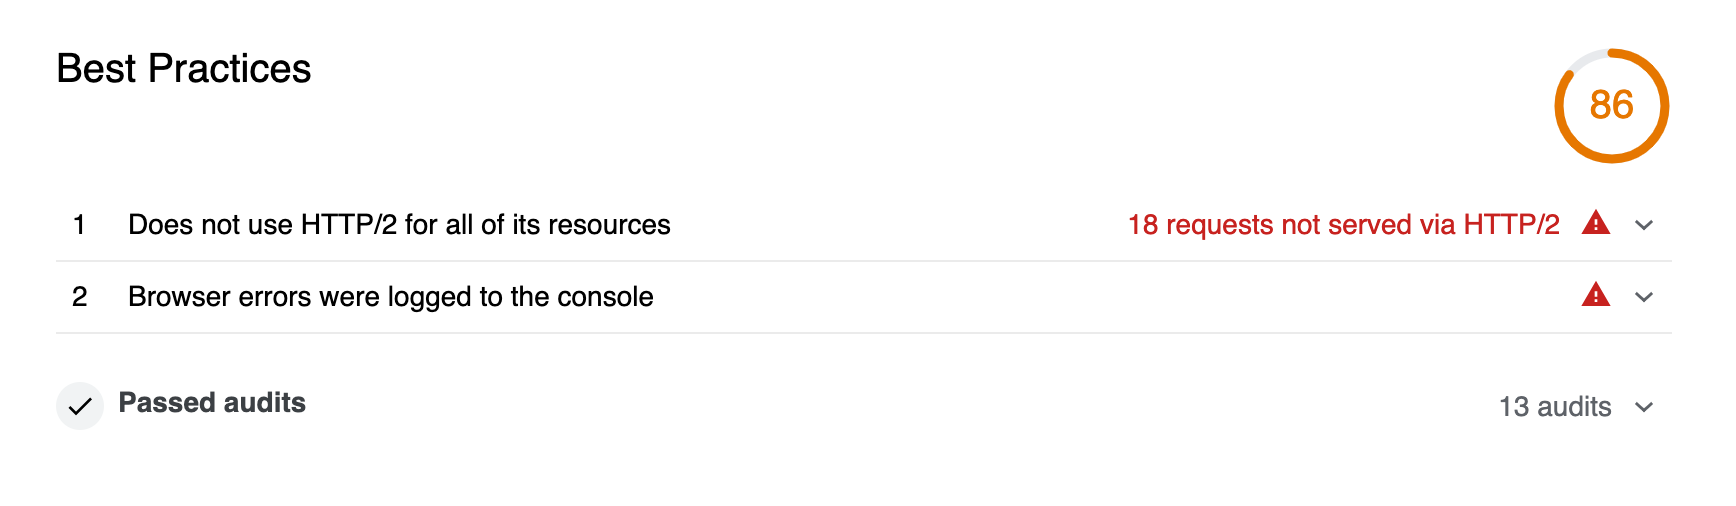 Best Practices
86
1 Does not use HTTP/2 for all of its resources 18 requests not served via HTTP/2
2 Browser errors were logged to the console
Passed audits 13 audits